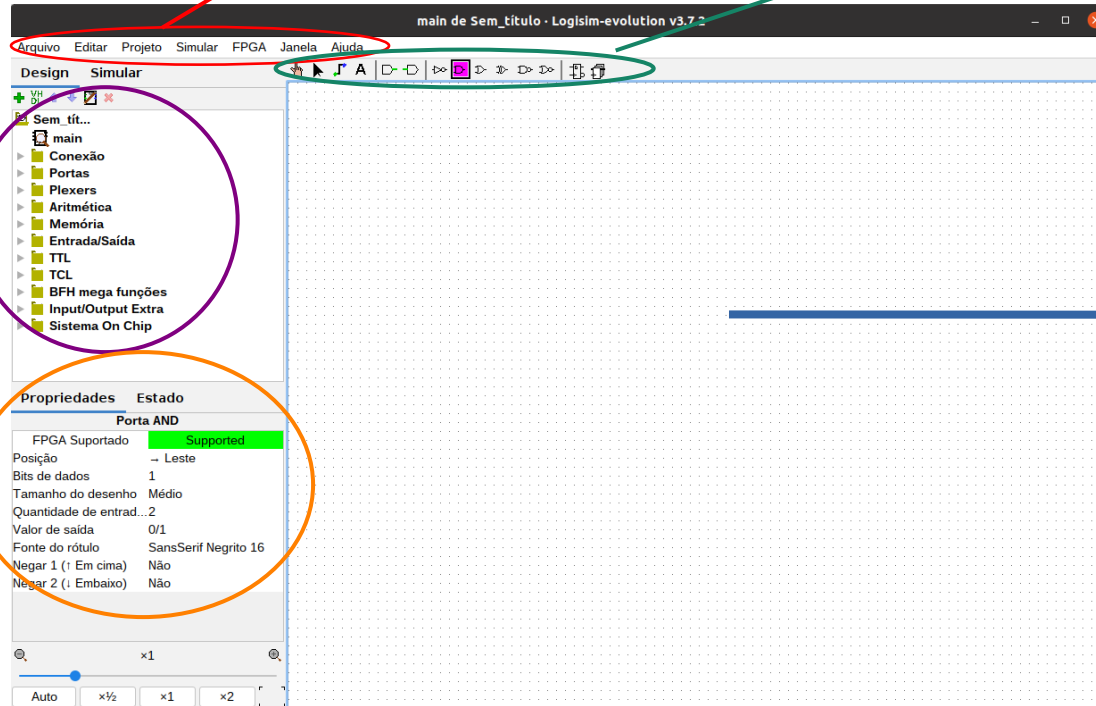 main de Sem_título · Logisim-evolution v3.7.2
Arquivo Editar Projeto Simular FPGA Janela Ajuda
A
Design Simular
VH
DL
Sem_tít...
main
Conexão
Portas
Plexers
Aritmética
Memória
Entrada/Saída
TTL
TCL
BFH mega funções
Input/Output Extra
Sistema On Chip
Propriedades Estado
Porta AND
FPGA Suportado Supported
Posição → Leste
Bits de dados 1
Tamanho do desenho Médio
Quantidade de entrad...2
Valor de saída 0/1
Fonte do rótulo SansSerif Negrito 16
Negar 1 (↑ Em cima) Não
Negar 2 (↓ Embaixo) Não
×1
Auto ×½ ×1 ×2